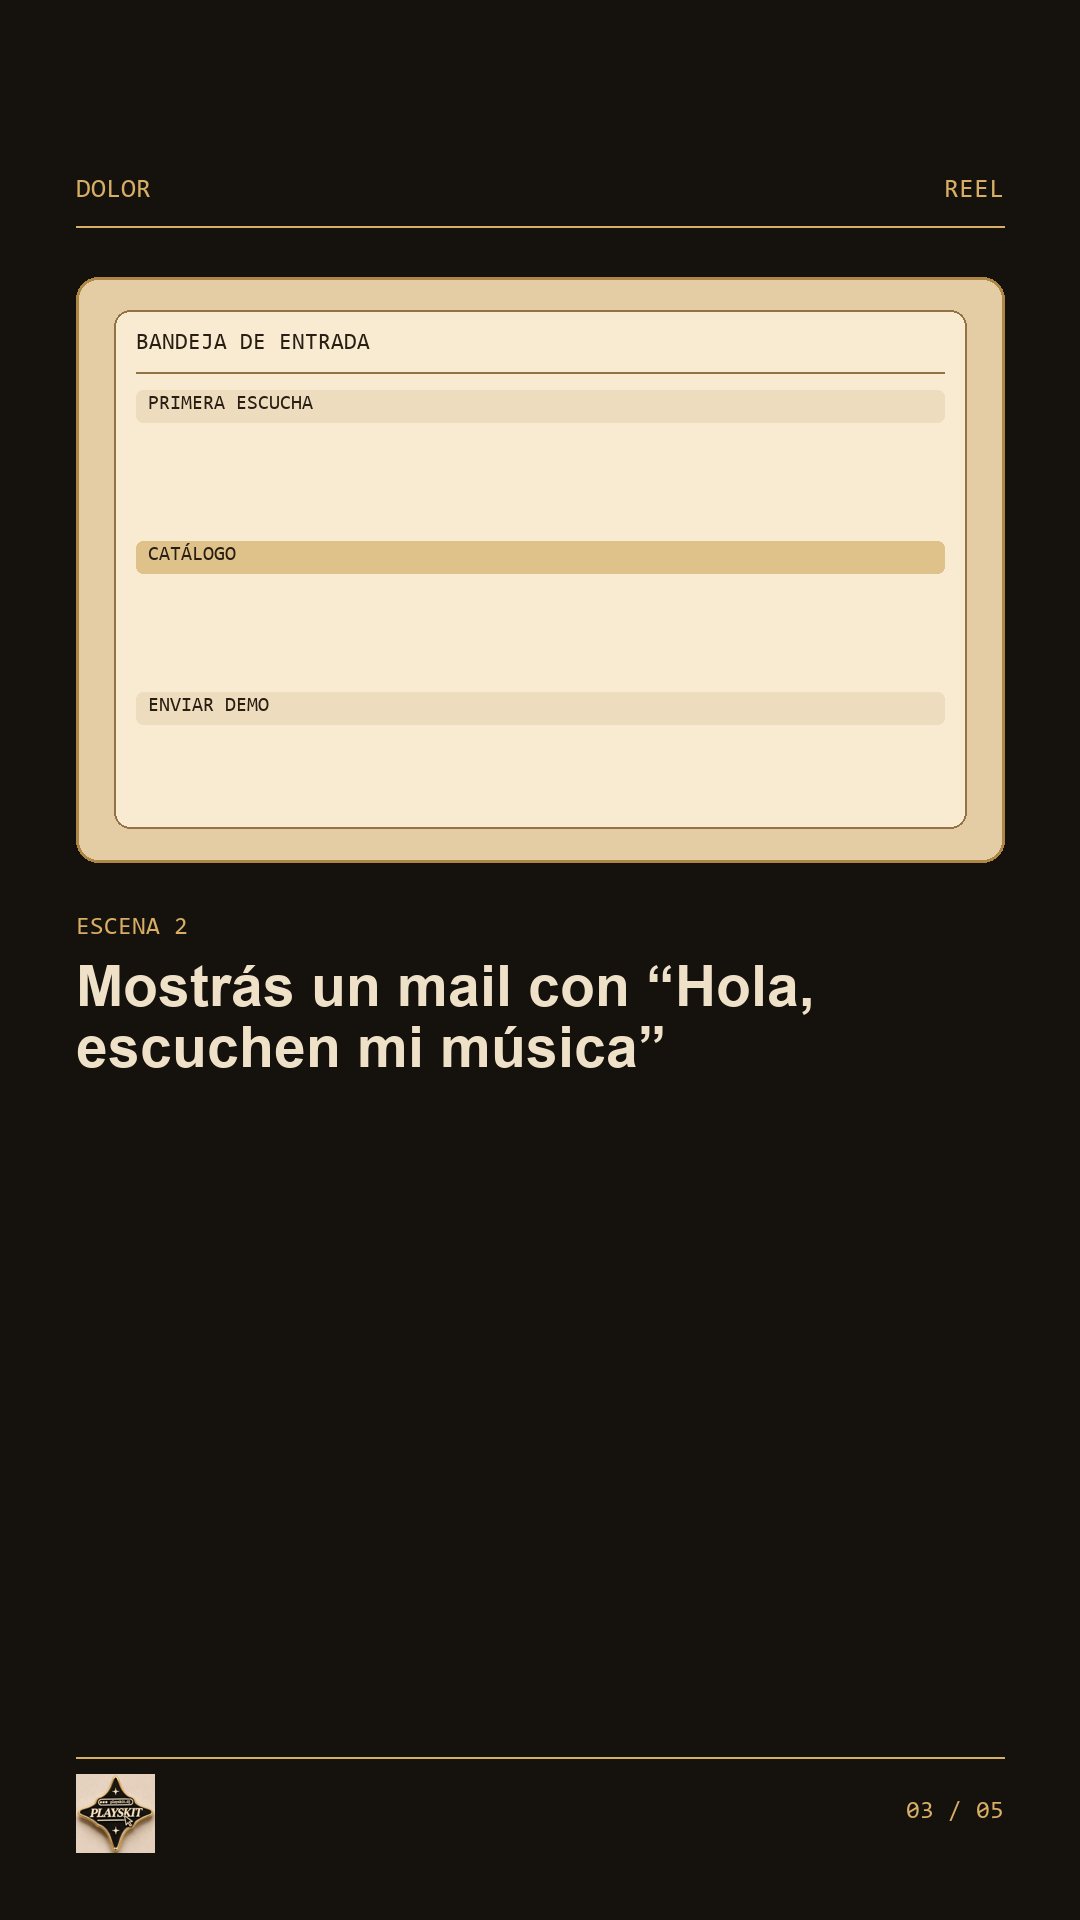 DOLOR
REEL
BANDEJA DE ENTRADA
PRIMERA ESCUCHA
CATÁLOGO
ENVIAR DEMO
ESCENA 2
Mostrás un mail con “Hola,
escuchen mi música”
PLAYSKIT
03 / 05